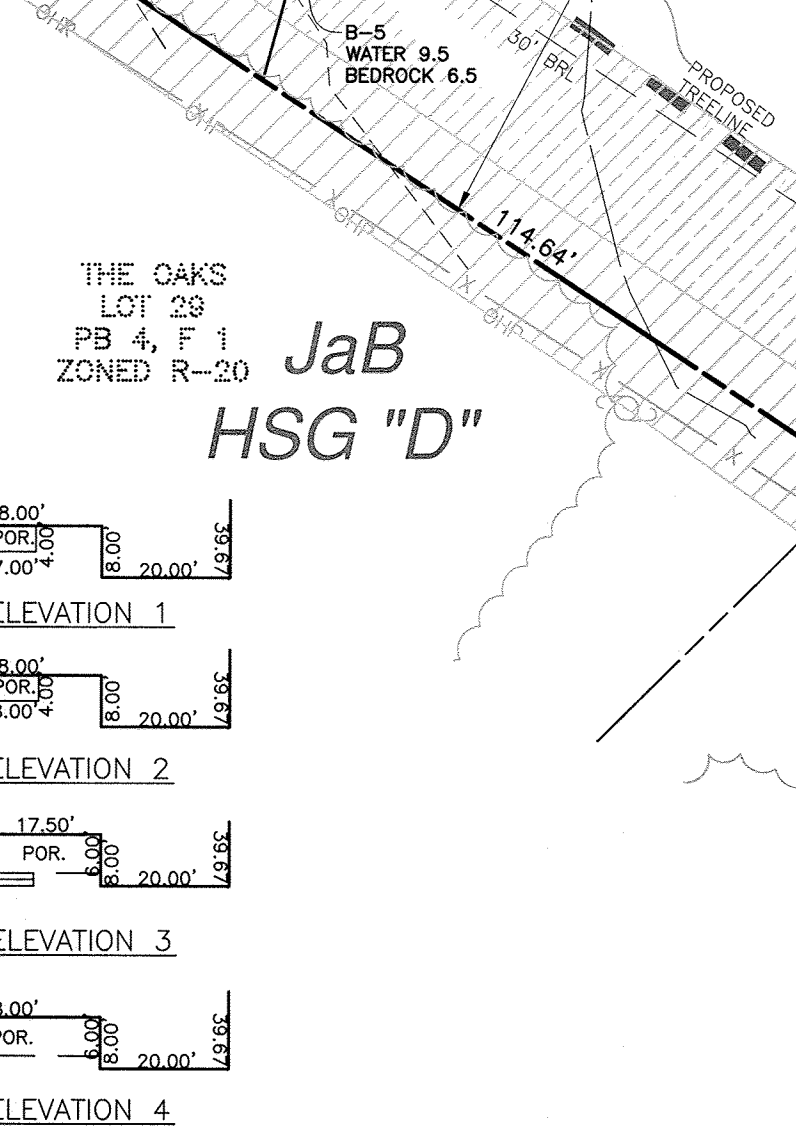 OHP
B-5
WATER 9.5
BEDROCK 6.5
30' BRL
PROPOSED
TREELINE
OHP
X
OHP
114.64'
X
OHP
X
X
THE OAKS
LOT 29
PB 4, F 1
ZONED R-20
JaB
HSG "D"
8.00'
POR.
4.00
7.00'
8.00
20.00'
39.67
ELEVATION 1
8.00'
POR.
4.00
8.00'
8.00
20.00'
39.67
ELEVATION 2
17.50'
POR.
6.00
8.00
20.00'
39.67
ELEVATION 3
8.00'
POR.
6.00
8.00
20.00'
39.67
ELEVATION 4